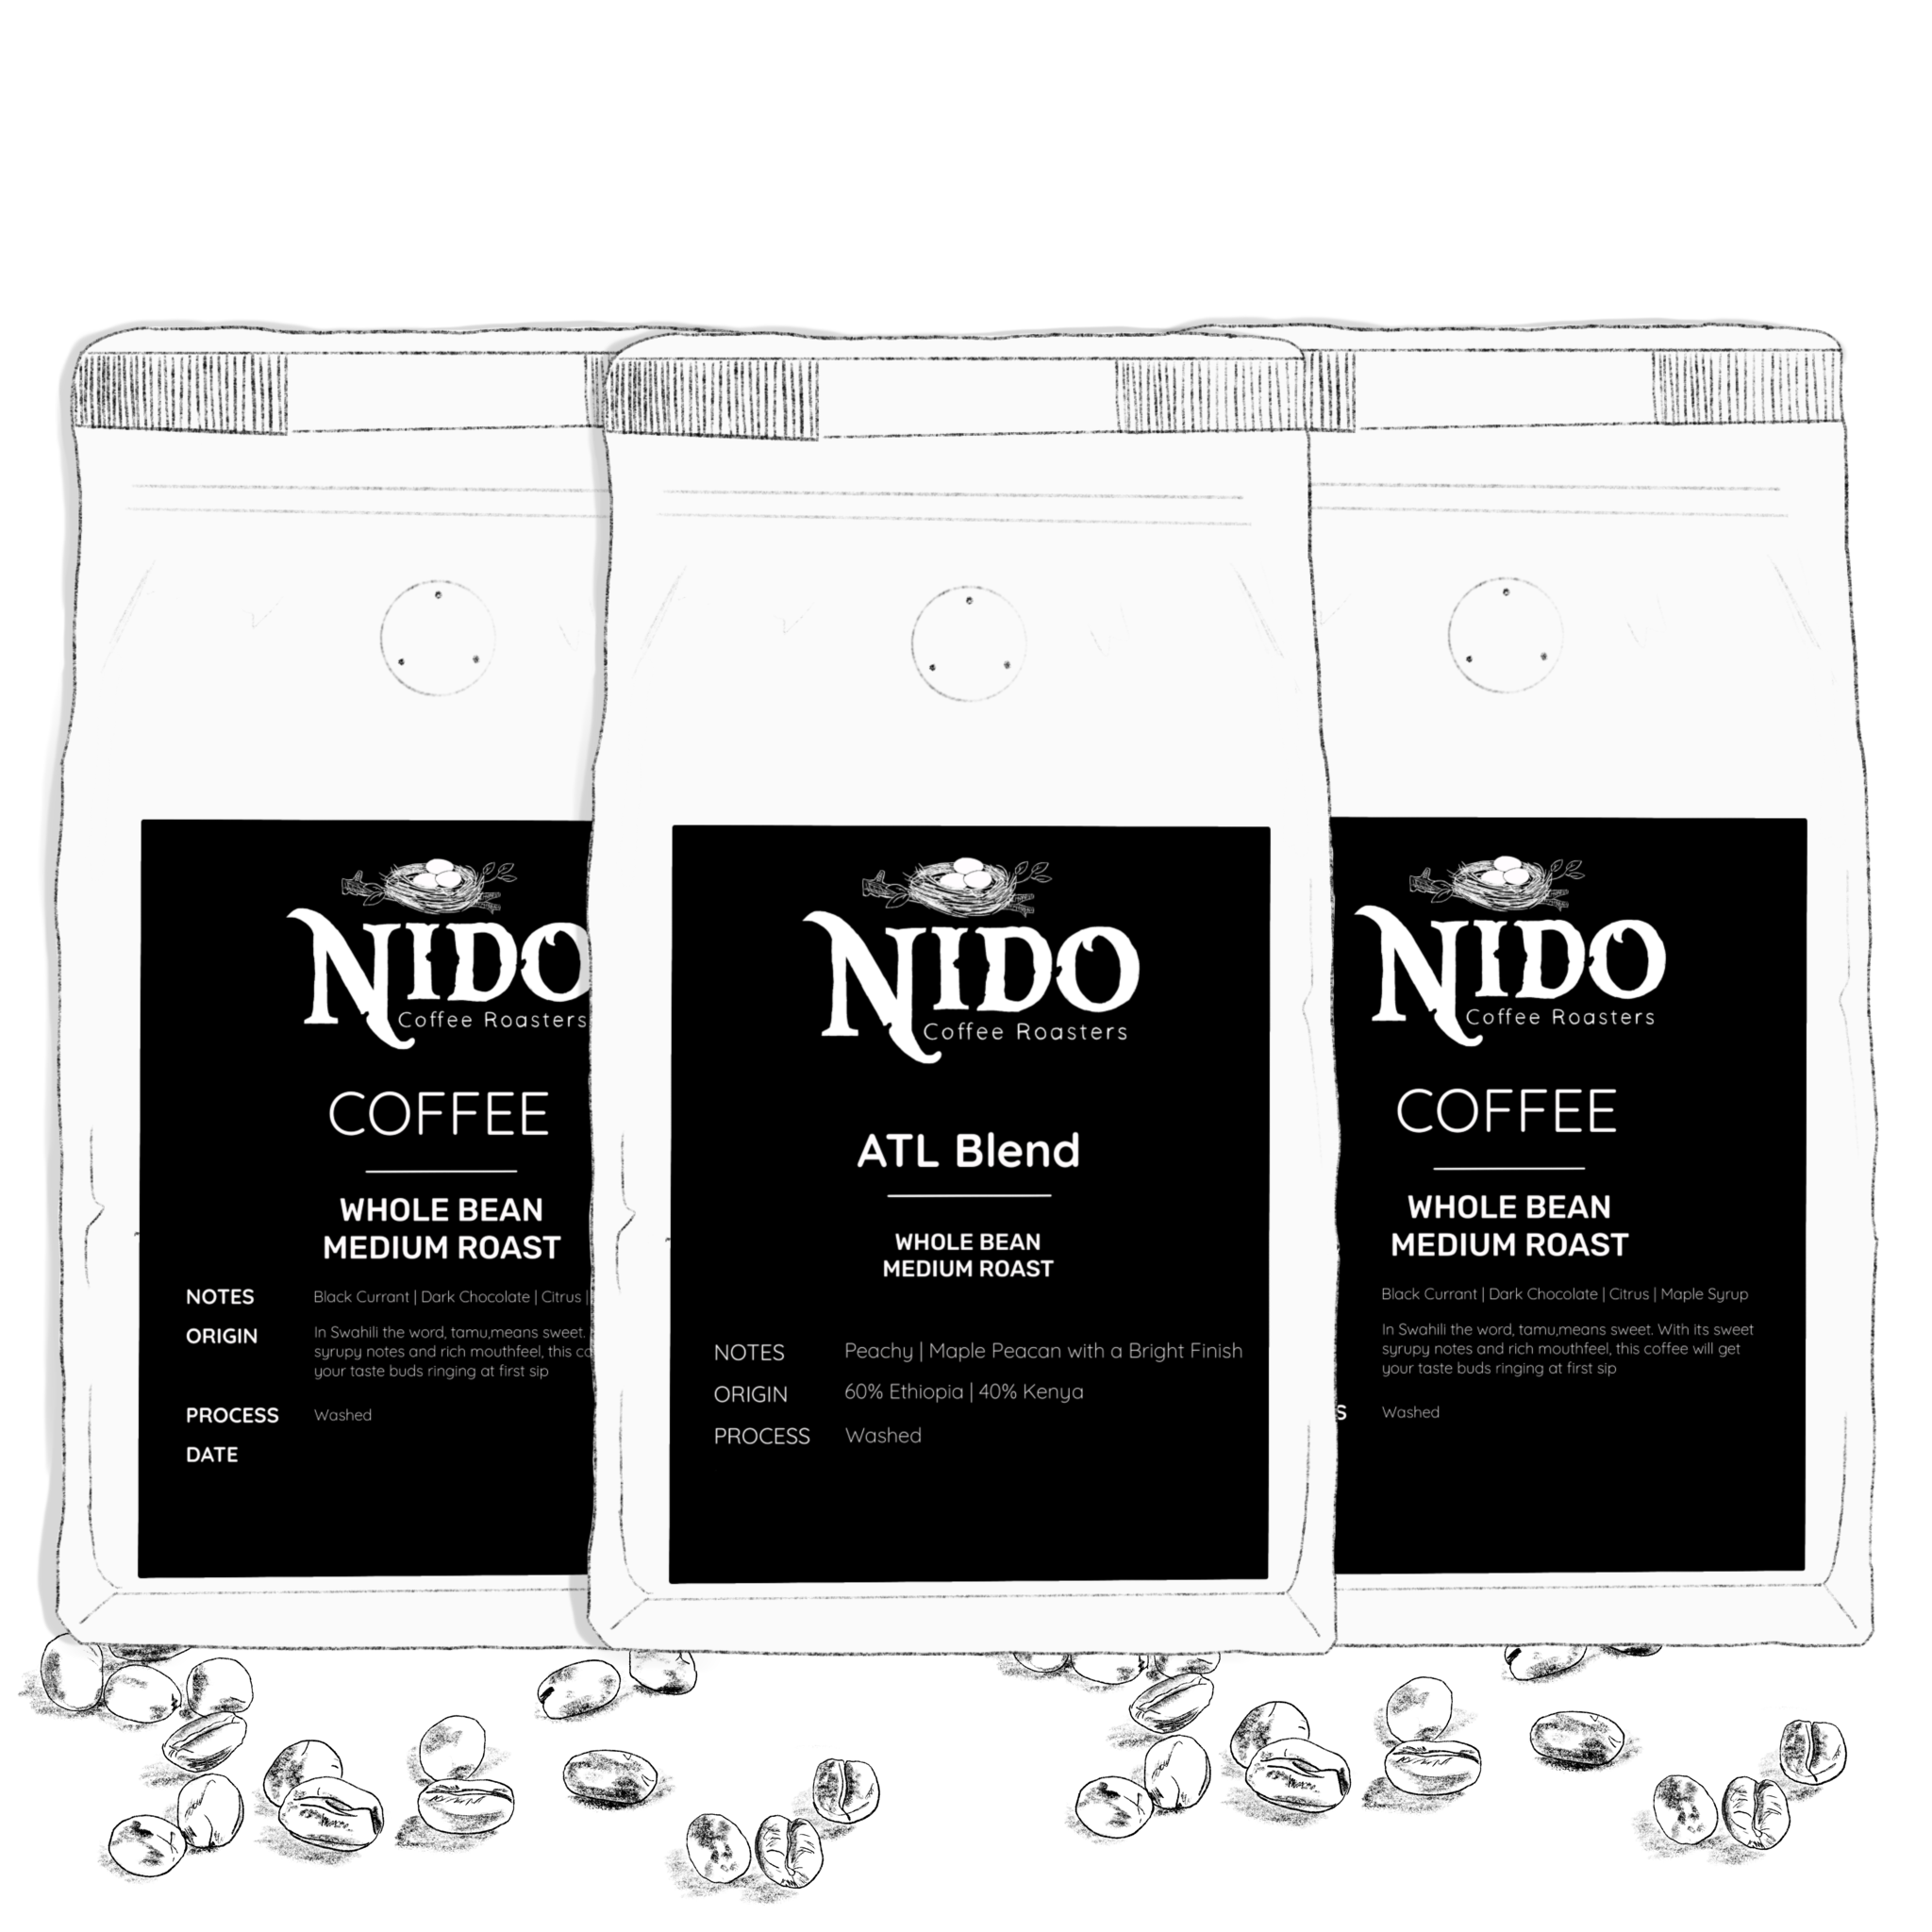 NIDO
Coffee Roasters
COFFEE
WHOLE BEAN
MEDIUM ROAST
NOTES Black Currant | Dark Chocolate | Citrus |
ORIGIN In Swahili the word, tamu,means sweet.
syrupy notes and rich mouthfeel, this co
your taste buds ringing at first sip
PROCESS Washed
DATE
NIDO
Coffee Roasters
ATL Blend
WHOLE BEAN
MEDIUM ROAST
NOTES Peachy | Maple Peacan with a Bright Finish
ORIGIN 60% Ethiopia | 40% Kenya
PROCESS Washed
NIDO
Coffee Roasters
COFFEE
WHOLE BEAN
MEDIUM ROAST
Black Currant | Dark Chocolate | Citrus | Maple Syrup
In Swahili the word, tamu,means sweet. With its sweet
syrupy notes and rich mouthfeel, this coffee will get
your taste buds ringing at first sip
S Washed